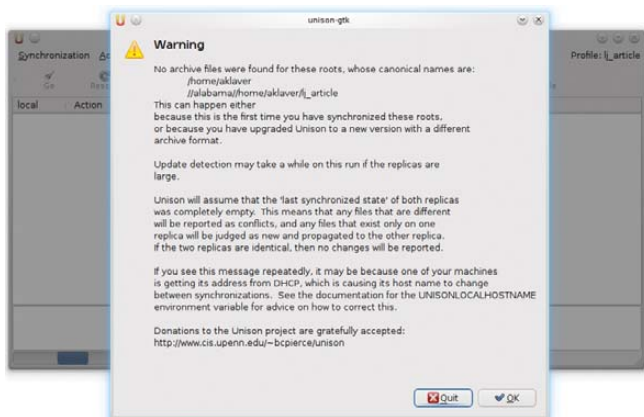 unison-gtk
Warning
No archive files were found for these roots, whose canonical names are:
/home/aklaver
//alabama//home/aklaver/lj_article
This can happen either
because this is the first time you have synchronized these roots,
or because you have upgraded Unison to a new version with a different
archive format.
Update detection may take a while on this run if the replicas are
large.
Unison will assume that the 'last synchronized state' of both replicas
was completely empty. This means that any files that are different
will be reported as conflicts, and any files that exist only on one
replica will be judged as new and propagated to the other replica.
If the two replicas are identical, then no changes will be reported.
If you see this message repeatedly, it may be because one of your machines
is getting its address from DHCP, which is causing its host name to change
between synchronizations. See the documentation for the UNISONLOCALHOSTNAME
environment variable for advice on how to correct this.
Donations to the Unison project are gratefully accepted:
http://www.cis.upenn.edu/~bcpierce/unison
Quit OK
Synchronization Profile: lj_article
Go
local Action